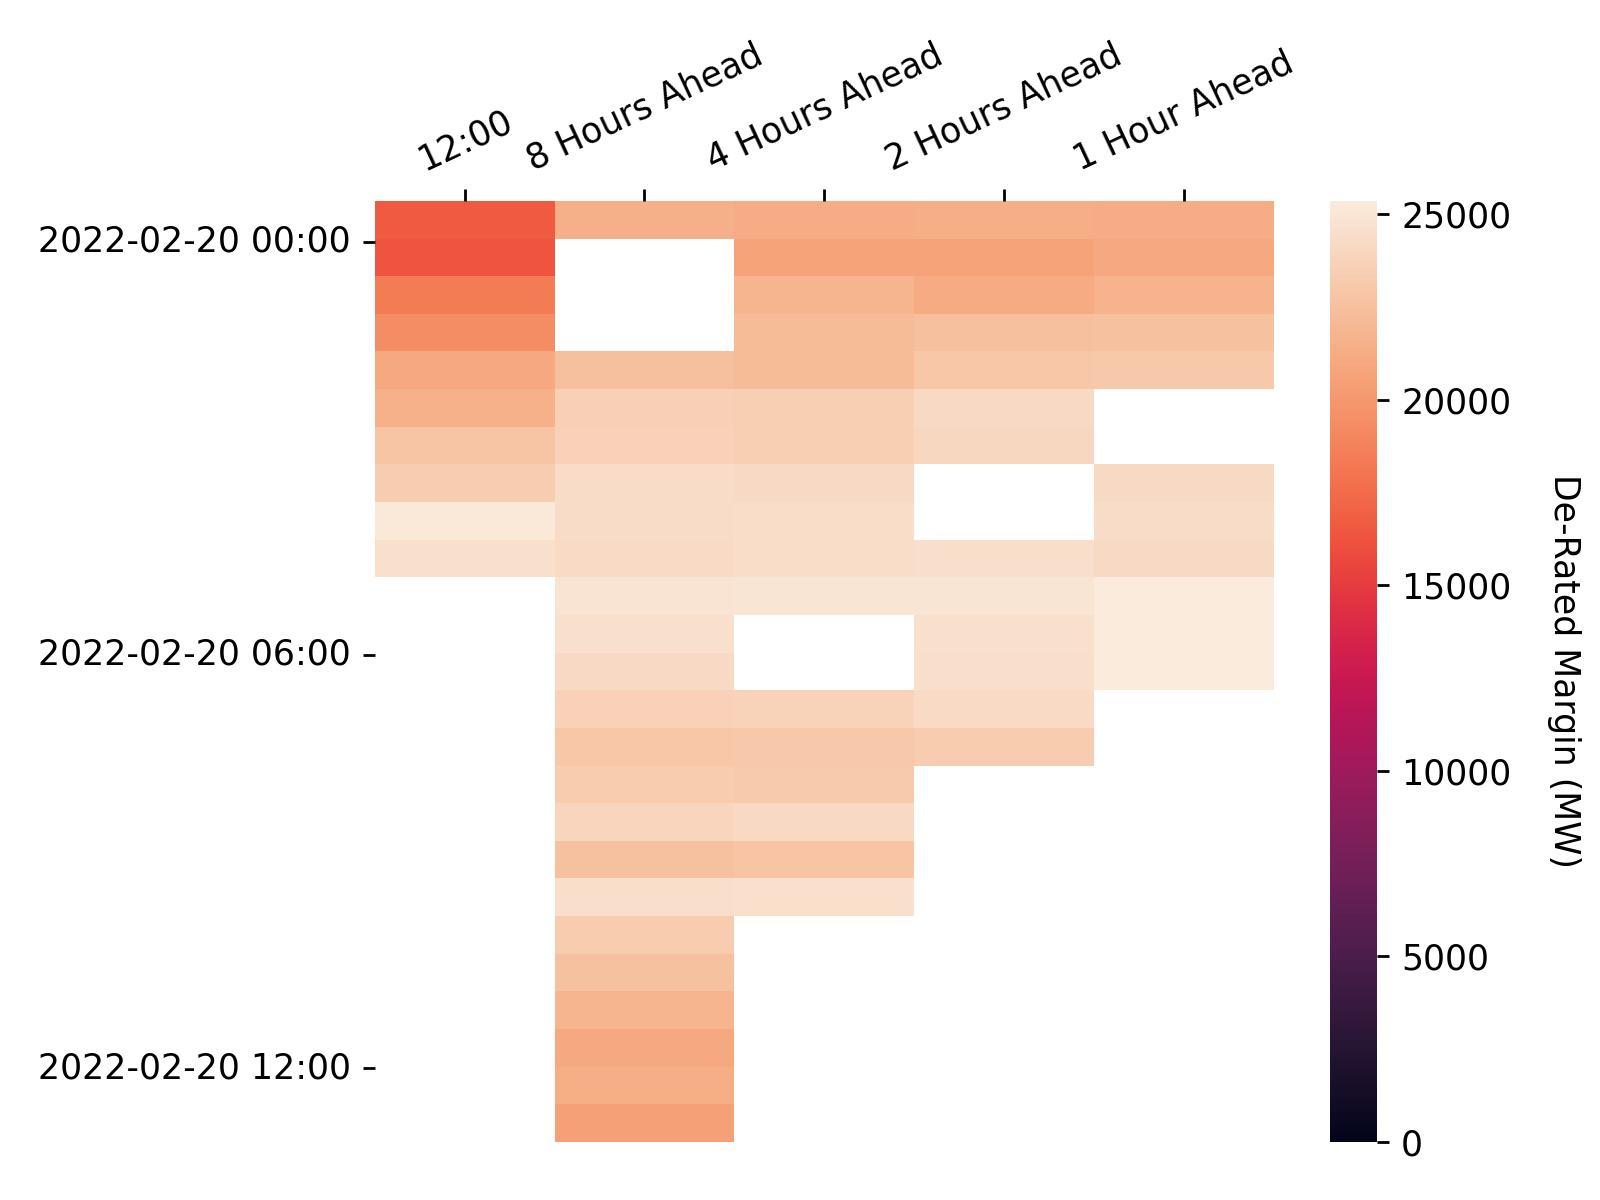 12:00
8 Hours Ahead
4 Hours Ahead
2 Hours Ahead
1 Hour Ahead
2022-02-20 00:00
2022-02-20 06:00
2022-02-20 12:00
25000
20000
15000
10000
5000
0
De-Rated Margin (MW)